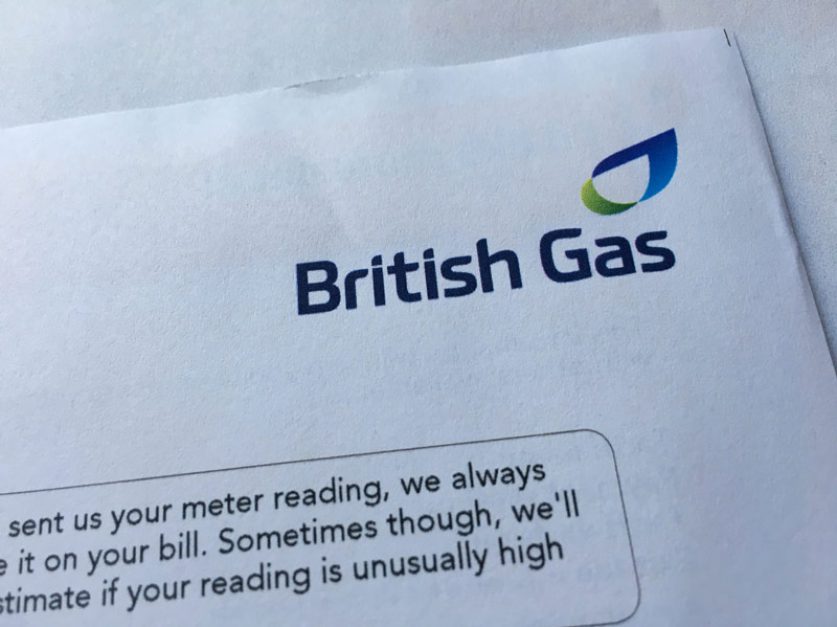 British Gas
sent us your meter reading, we always
it on your bill. Sometimes though, we'll
if your reading is unusually high